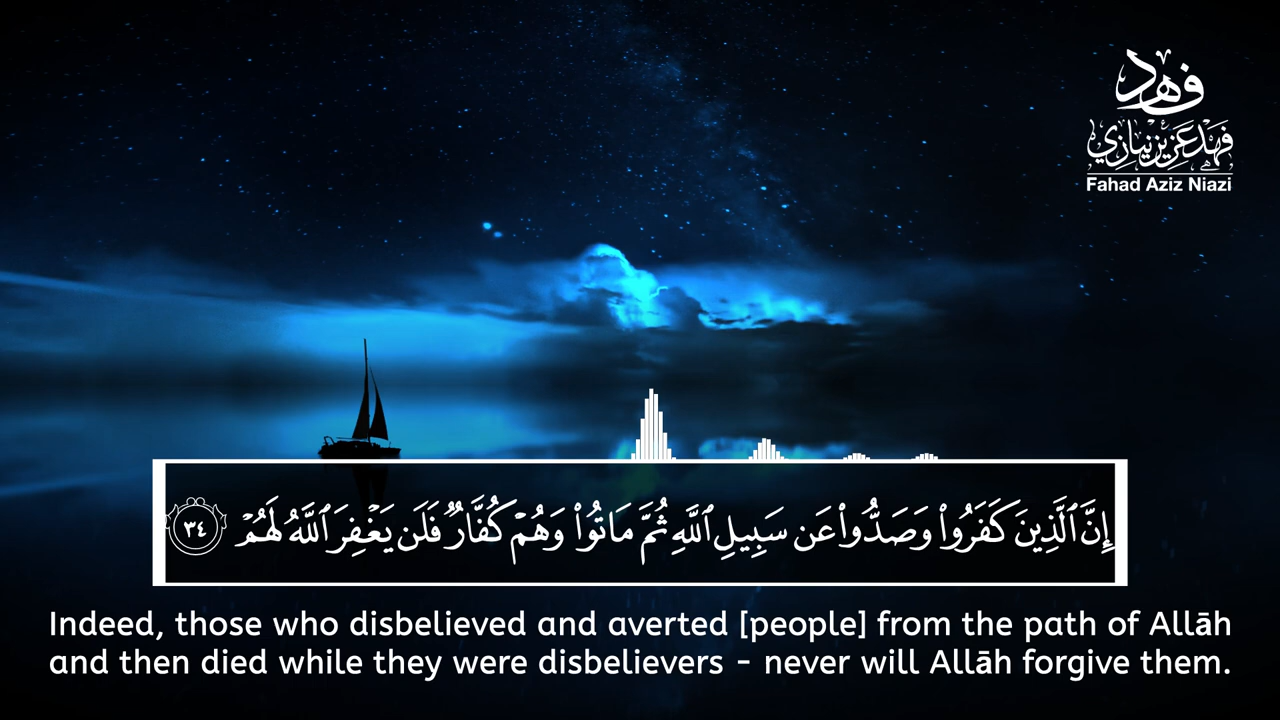 فهد
فهد عزيز نيازي
Fahad Aziz Niazi
إِنَّ ٱلَّذِينَ كَفَرُوا۟ وَصَدُّوا۟ عَن سَبِيلِ ٱللَّهِ ثُمَّ مَاتُوا۟ وَهُمْ كُفَّارٌ فَلَن يَغْفِرَ ٱللَّهُ لَهُمْ ٣٤
Indeed, those who disbelieved and averted [people] from the path of Allāh
and then died while they were disbelievers - never will Allāh forgive them.